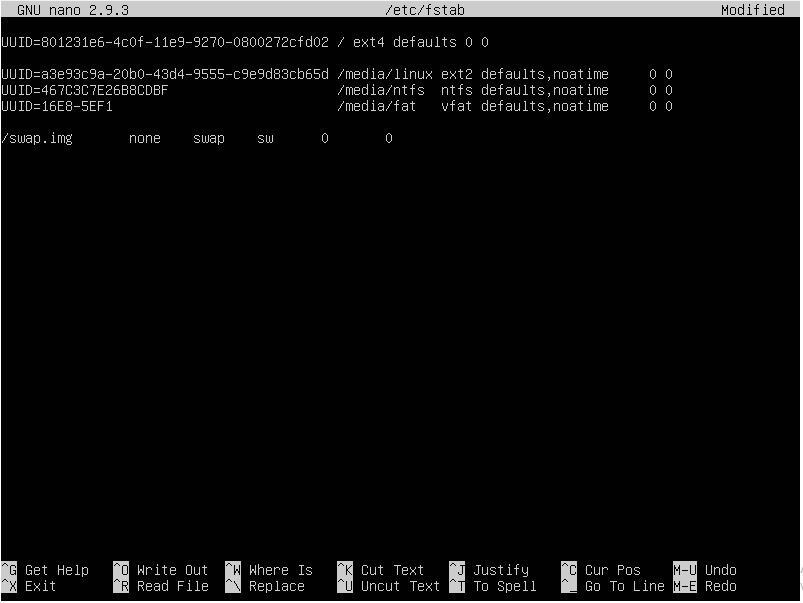 GNU nano 2.9.3 /etc/fstab Modified
UUID=801231e6-4c0f-11e9-9270-0800272cfd02 / ext4 defaults 0 0
UUID=a3e93c9a-20b0-43d4-9555-c9e9d83cb65d /media/linux ext2 defaults,noatime 0 0
UUID=467C3C7E26B8CDBF /media/ntfs ntfs defaults,noatime 0 0
UUID=16E8-5EF1 /media/fat vfat defaults,noatime 0 0
/swap.img none swap sw 0 0
^G Get Help ^O Write Out ^W Where Is ^K Cut Text ^J Justify ^C Cur Pos M-U Undo
^X Exit ^R Read File ^\ Replace ^U Uncut Text ^T To Spell ^_ Go To Line M-E Redo